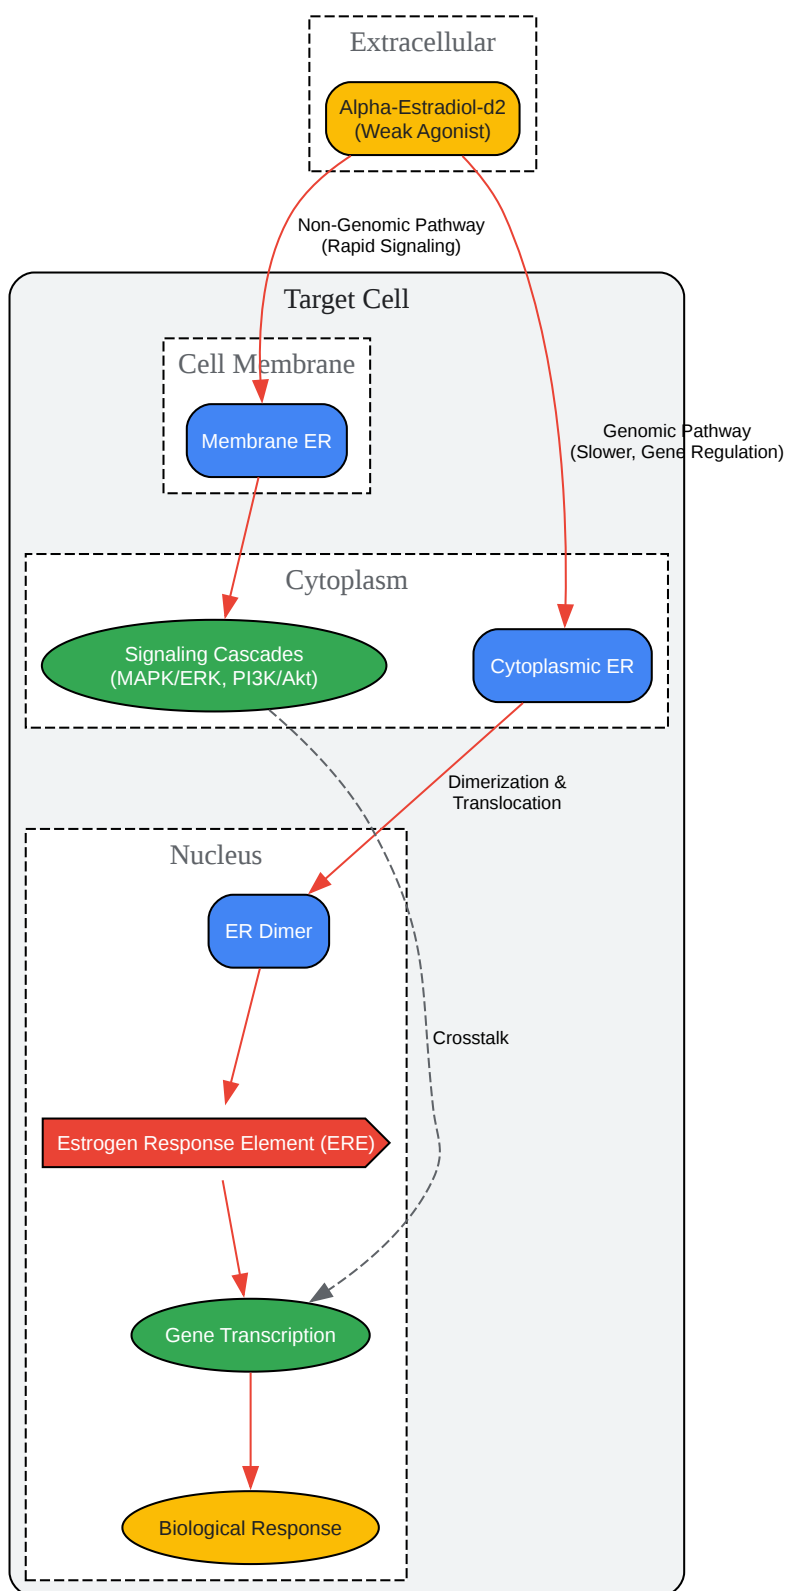 Extracellular
Alpha-Estradiol-d2
(Weak Agonist)
Non-Genomic Pathway
(Rapid Signaling)
Target Cell
Cell Membrane
Membrane ER
Genomic Pathway
(Slower, Gene Regulation)
Cytoplasm
Signaling Cascades
(MAPK/ERK, PI3K/Akt)
Cytoplasmic ER
Dimerization &
Translocation
Nucleus
ER Dimer
Crosstalk
Estrogen Response Element (ERE)
Gene Transcription
Biological Response